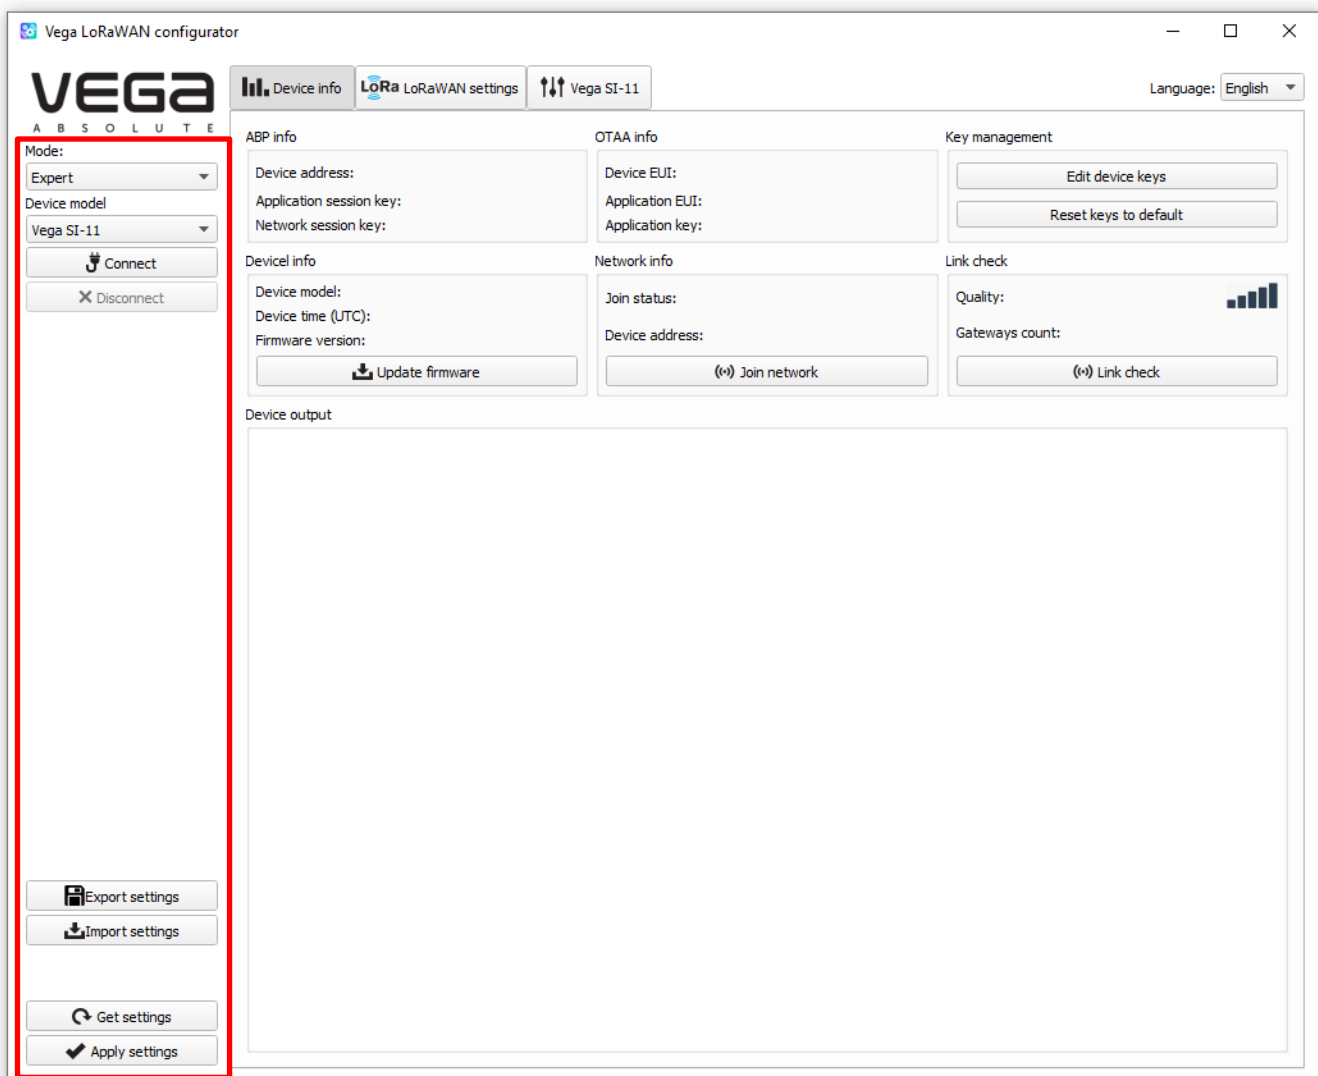 Vega LoRaWAN configurator
VEGA
ABSOLUTE
Device info
LoRa LoRaWAN settings
Vega SI-11
Language: English
Mode:
Expert
Device model
Vega SI-11
Connect
Disconnect
Export settings
Import settings
Get settings
Apply settings
ABP info
Device address:
Application session key:
Network session key:
OTAA info
Device EUI:
Application EUI:
Application key:
Key management
Edit device keys
Reset keys to default
Devicel info
Device model:
Device time (UTC):
Firmware version:
Update firmware
Network info
Join status:
Device address:
Join network
Link check
Quality:
Gateways count:
Link check
Device output